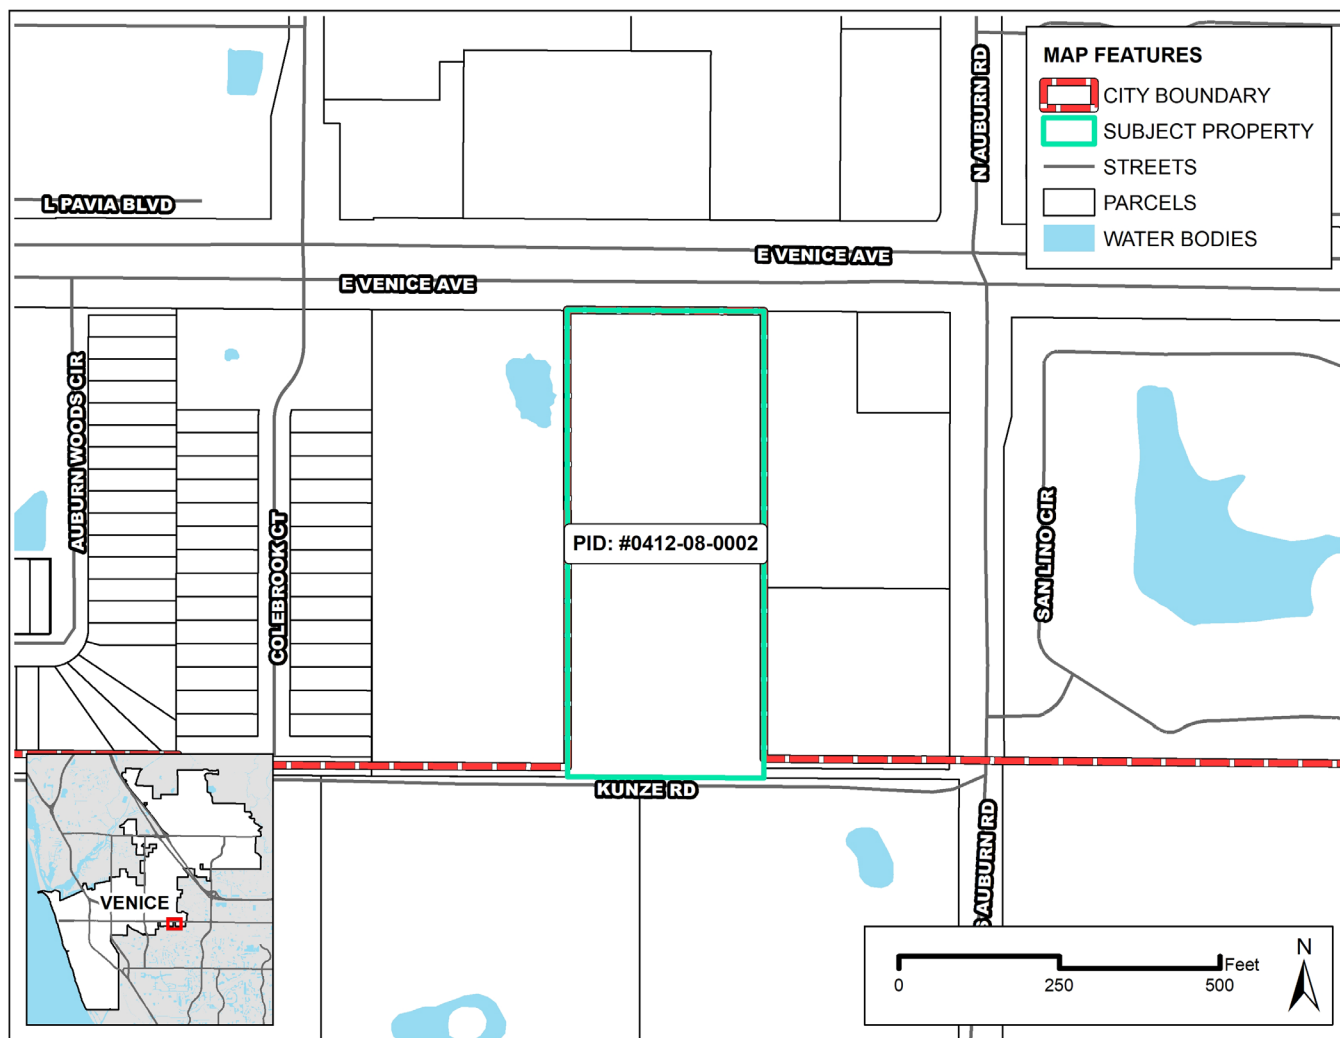 MAP FEATURES
CITY BOUNDARY
SUBJECT PROPERTY
STREETS
PARCELS
WATER BODIES
N AUBURN RD
L PAVIA BLVD
E VENICE AVE
E VENICE AVE
AUBURN WOODS CIR
COLEBROOK CT
PID: #0412-08-0002
SAN LINO CIR
KUNZE RD
S AUBURN RD
VENICE
Feet
0 250 500
N